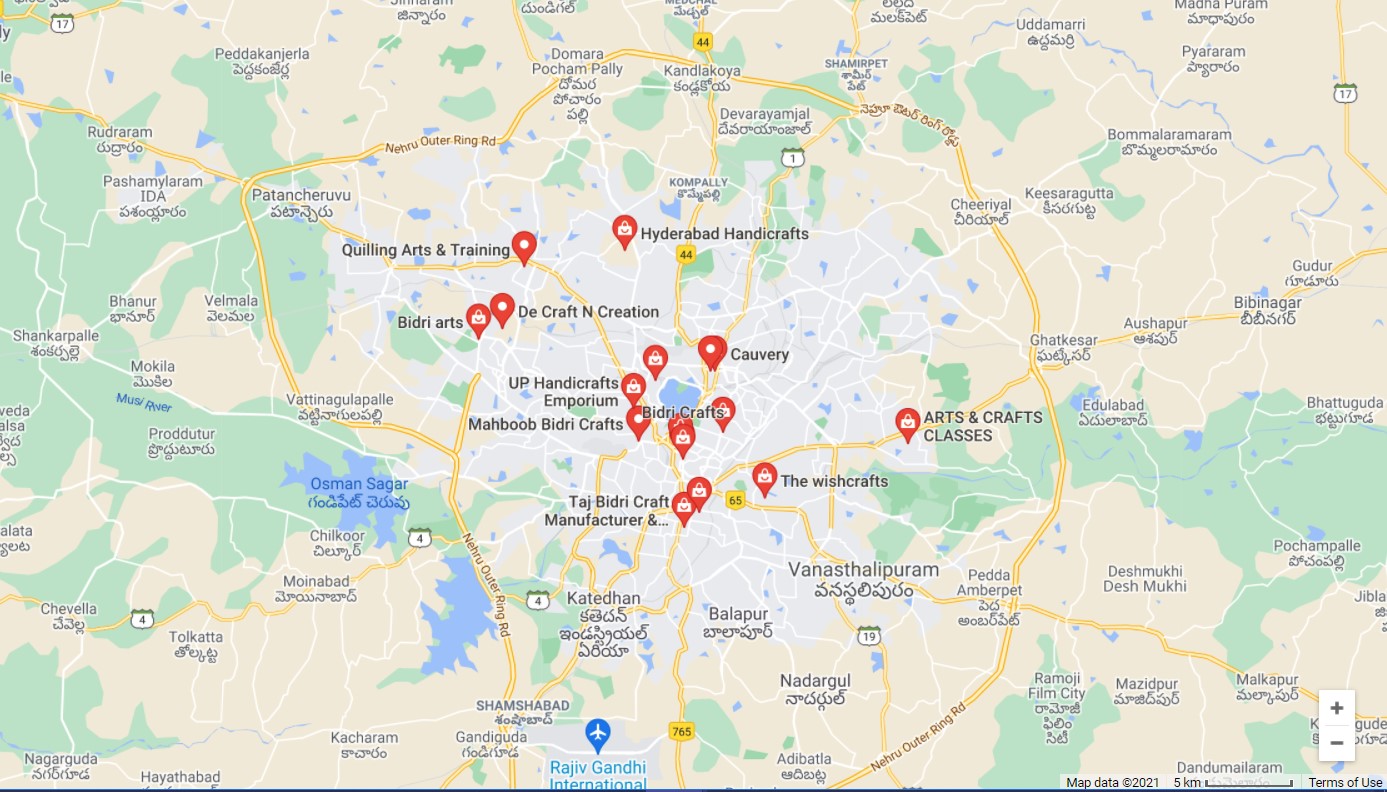 Jinnaram
జిన్నారం
దుండిగల్
MEDCHAL
మేడ్చల్
మలక్‌పేట్
Madha Puram
మాధాపురం
17
44
Uddamarri
ఉద్దమర్రి
Peddakanjerla
పెద్దకంజేర్ల
Domara
Pocham Pally
దోమర
పోచారం
పల్లి
Kandlakoya
కండ్లకోయ
SHAMIRPET
శామీర్
పేట్
Pyararam
ప్యారారం
17
Devarayamjal
దేవరాయాంజాల్
నెహ్రూ ఔటర్ రింగ్ రోడ్డు
Rudraram
రుద్రారం
Nehru Outer Ring Rd
Bommalaramaram
బొమ్మలరామారం
1
Pashamylaram
IDA
పశంయ్లారం
Patancheruvu
పటాన్చెరు
KOMPALLY
కొమ్పల్లి
Keesaragutta
కీసరగుట్ట
Cheeriyal
చీరియాల్
Hyderabad Handicrafts
Quilling Arts & Training
44
Gudur
గూడూరు
Bhanur
భానూర్
Velmala
వెలమల
De Craft N Creation
Bidri arts
Bibinagar
బీబీనగర్
Shankarpalle
శంకర్పల్లె
Aushapur
ఆశపుర్
Ghatkesar
ఘట్కేసర్
Cauvery
Mokila
మొకిల
Musi River
UP Handicrafts
Emporium
Vattinagulapalle
వట్టినాగులపల్లి
Bidri Crafts
Mahboob Bidri Crafts
ARTS & CRAFTS
CLASSES
Edulabad
ఏదులాబాద్
Bhattuguda
భట్టుగూడ
Proddutur
ప్రొద్దుటూరు
Osman Sagar
గండిపేట్ చెరువు
The wishcrafts
Taj Bidri Craft
Manufacturer &...
65
Chilkoor
చిల్కూర్
4
Nehru Outer Ring Rd
Pochampalle
పోచంపల్లి
Vanasthalipuram
వనస్థలిపురం
Deshmukhi
Desh Mukhi
Moinabad
మోయినాబాద్
Pedda
Amberpet
పెద
అంబర్‌పేట్
4
Katedhan
కతెదన్
ఇండస్ట్రియల్
ఏరియా
Chevella
చేవెళ్ల
4
Balapur
బాలాపూర్
Tolkatta
తోల్కట్ట
19
Nadargul
నాదర్గుల్
Ramoji
Film City
రామోజీ
ఫిలిం
సిటీ
Mazidpur
మాజిద్‌పుర్
Malkapur
మల్కాపుర్
SHAMSHABAD
శంషాబాద్
Nehru Outer Ring Rd
765
Kacharam
కాచారం
Gandiguda
గండిగూడ
Nagarguda
నగర్‌గూడ
Hayathabad
Rajiv Gandhi
International
Adibatla
ఆదిబట్ల
Dandumailaram
Map data ©2021
5 km
Terms of Use